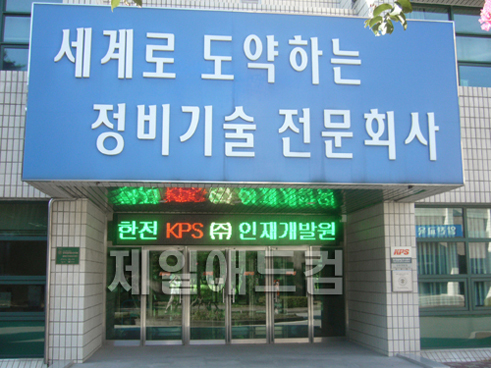 세계로 도약하는
정비기술 전문회사
한전 KPS ㈜ 인재개발원
제일애드컴
KPS